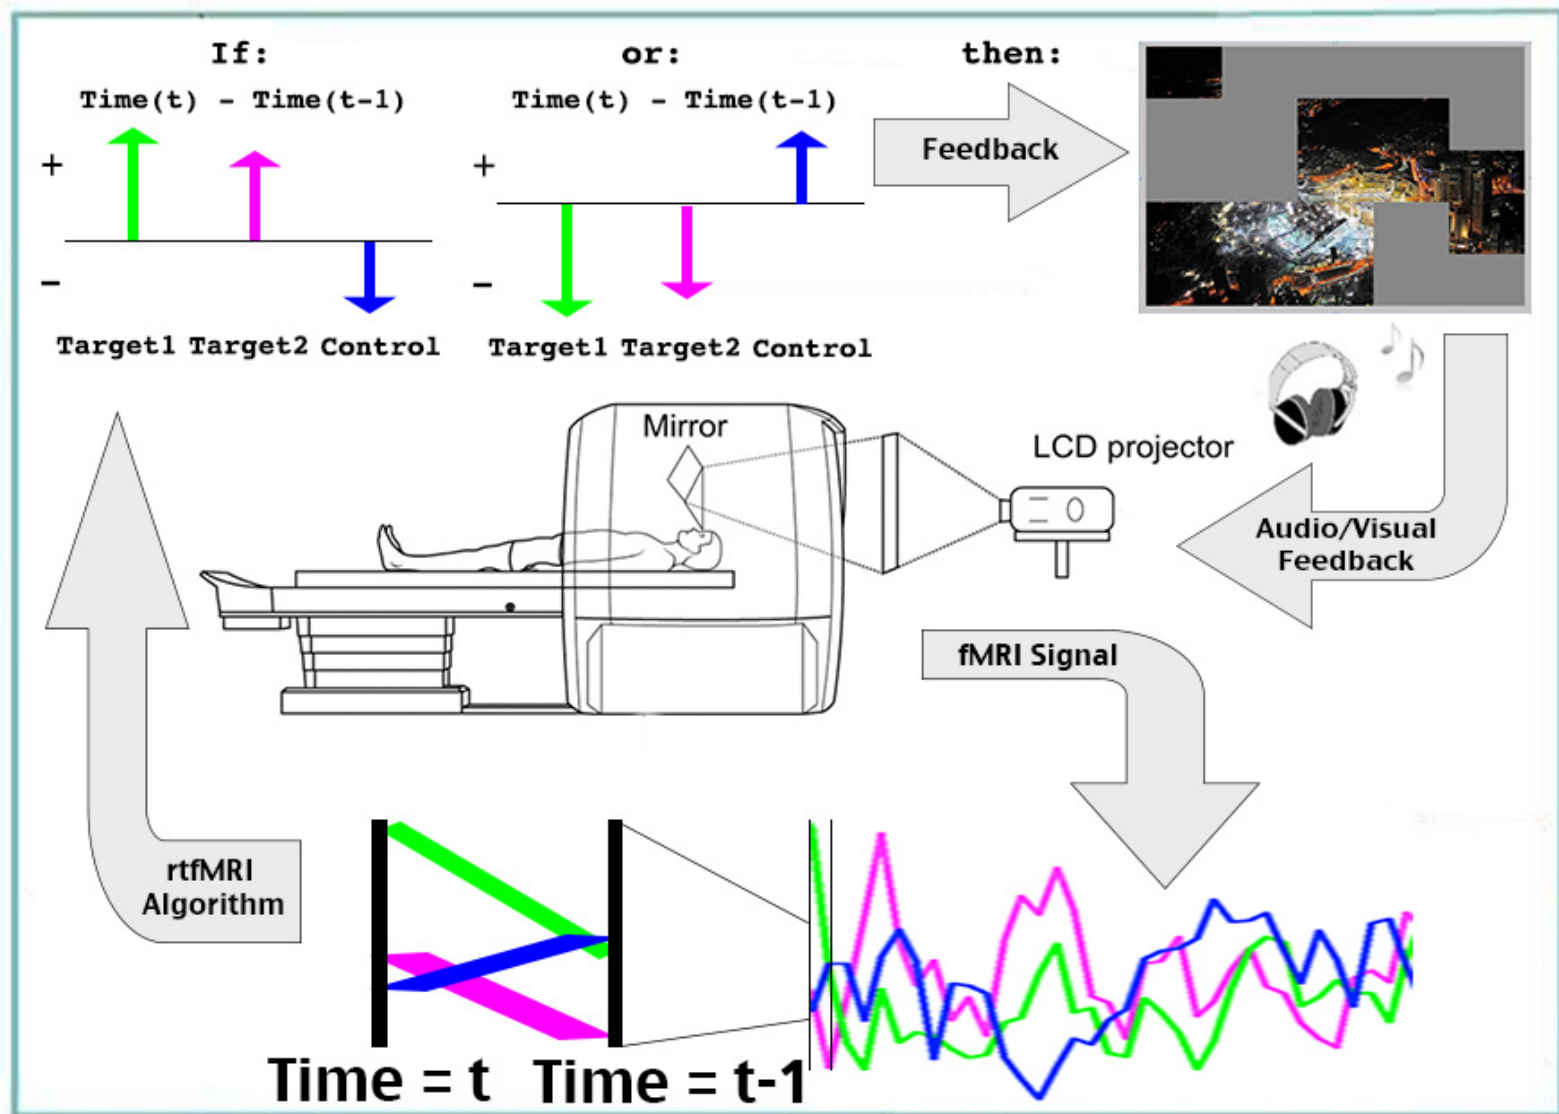 If:
or:
then:
Time(t) - Time(t-1)
Time(t) - Time(t-1)
+
-
+
-
Target1 Target2 Control
Target1 Target2 Control
Feedback
Mirror
LCD projector
Audio/Visual
Feedback
fMRI Signal
rtfMRI
Algorithm
Time = t
Time = t-1